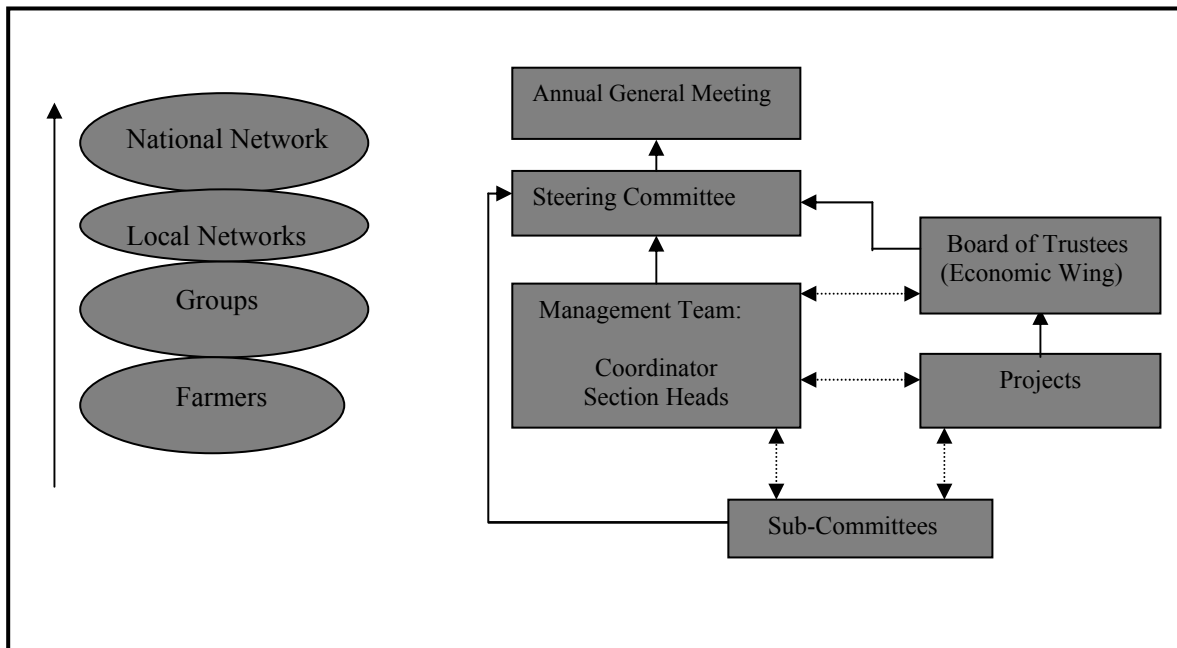 National Network
Local Networks
Groups
Farmers
Annual General Meeting
Steering Committee
Board of Trustees
(Economic Wing)
Management Team:
Coordinator
Section Heads
Projects
Sub-Committees